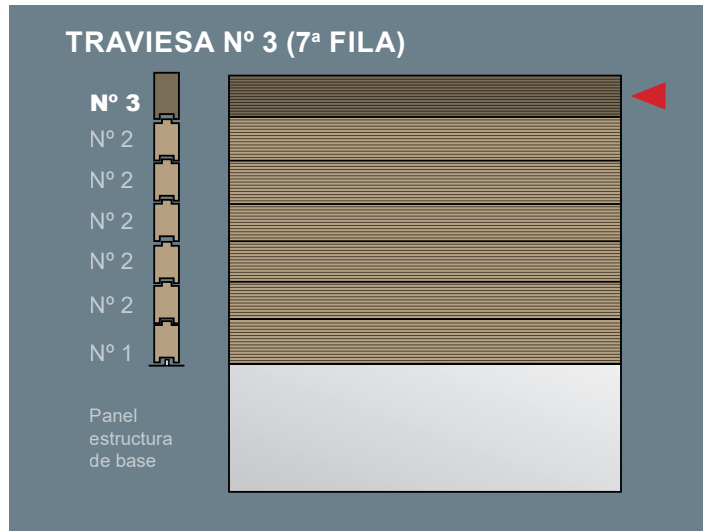 TRAVIESA Nº 3 (7ª FILA)
Nº 3
Nº 2
Nº 2
Nº 2
Nº 2
Nº 2
Nº 1
Panel
estructura
de base